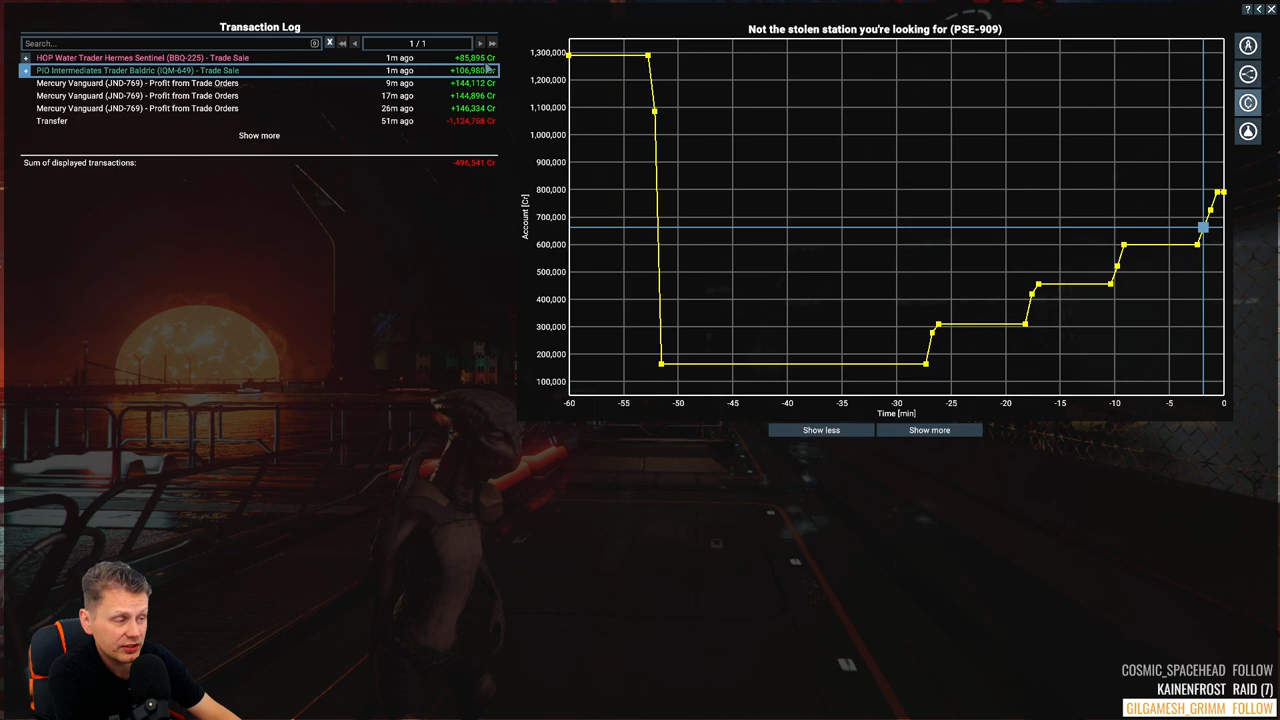 Transaction Log
Search...
X
1 / 1
+ HOP Water Trader Hermes Sentinel (BBQ-225) - Trade Sale 1m ago +85,895 Cr
+ PIO Intermediates Trader Baldric (IQM-649) - Trade Sale 1m ago +106,980 Cr
Mercury Vanguard (JND-769) - Profit from Trade Orders 9m ago +144,112 Cr
Mercury Vanguard (JND-769) - Profit from Trade Orders 17m ago +144,896 Cr
Mercury Vanguard (JND-769) - Profit from Trade Orders 26m ago +146,334 Cr
Transfer 51m ago -1,124,758 Cr
Show more
Sum of displayed transactions: -496,541 Cr
Not the stolen station you're looking for (PSE-909)
1,300,000
1,200,000
1,100,000
1,000,000
900,000
800,000
700,000
600,000
500,000
400,000
300,000
200,000
100,000
Account [Cr]
-60 -55 -50 -45 -40 -35 -30 -25 -20 -15 -10 -5 0
Time [min]
Show less Show more
COSMIC_SPACEHEAD FOLLOW
KAINENFROST RAID (7)
GILGAMESH_GRIMM FOLLOW